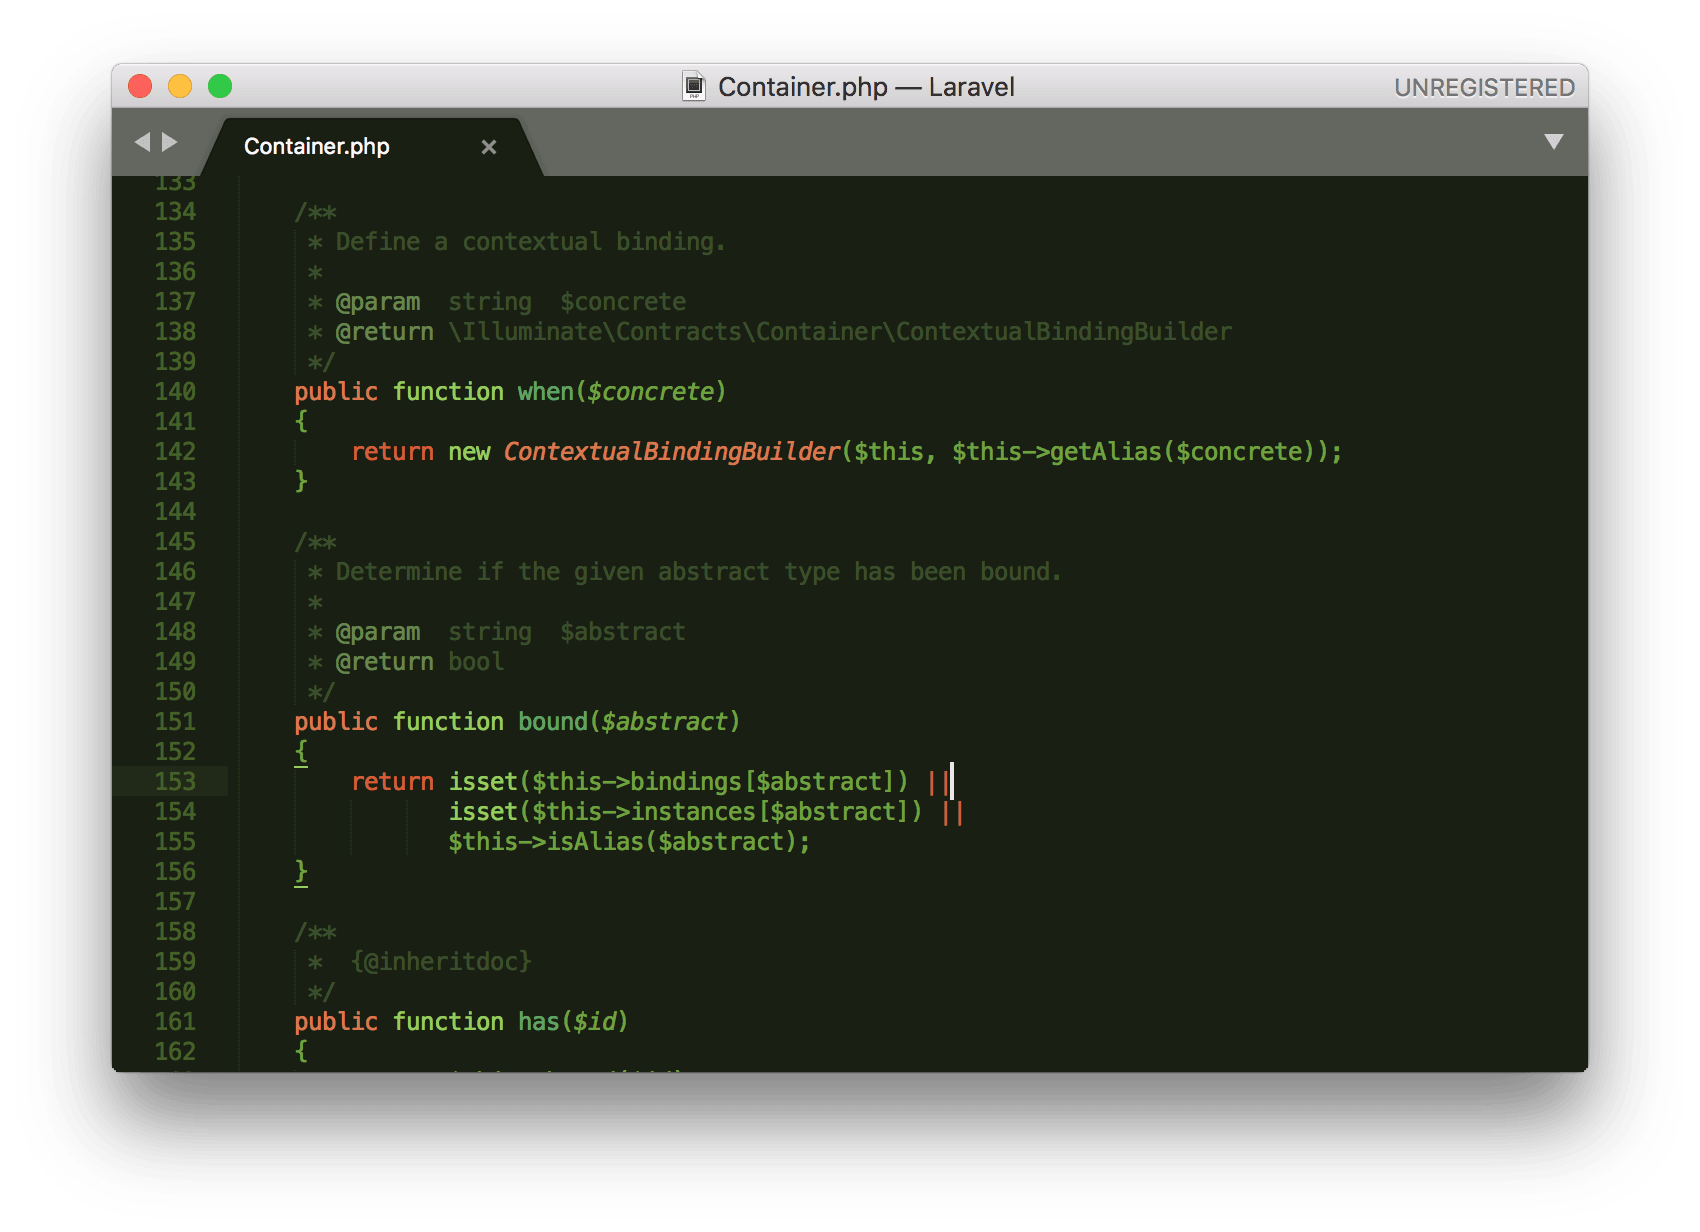 Container.php — Laravel
UNREGISTERED
Container.php
133
134 /**
135 * Define a contextual binding.
136 *
137 * @param  string  $concrete
138 * @return \Illuminate\Contracts\Container\ContextualBindingBuilder
139 */
140 public function when($concrete)
141 {
142 return new ContextualBindingBuilder($this, $this->getAlias($concrete));
143 }
144
145 /**
146 * Determine if the given abstract type has been bound.
147 *
148 * @param  string  $abstract
149 * @return bool
150 */
151 public function bound($abstract)
152 {
153 return isset($this->bindings[$abstract]) ||
154 isset($this->instances[$abstract]) ||
155 $this->isAlias($abstract);
156 }
157
158 /**
159 *  {@inheritdoc}
160 */
161 public function has($id)
162 {